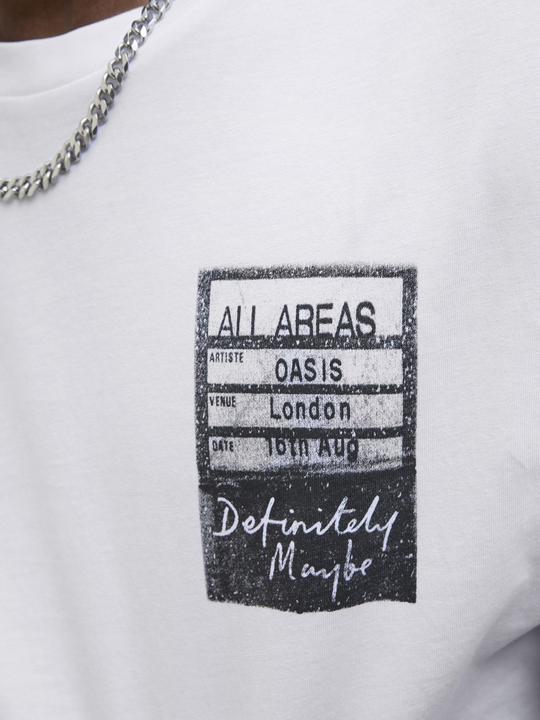 ALL AREAS
ARTISTE OASIS
VENUE London
DATE 16th Aug
Definitely
Maybe